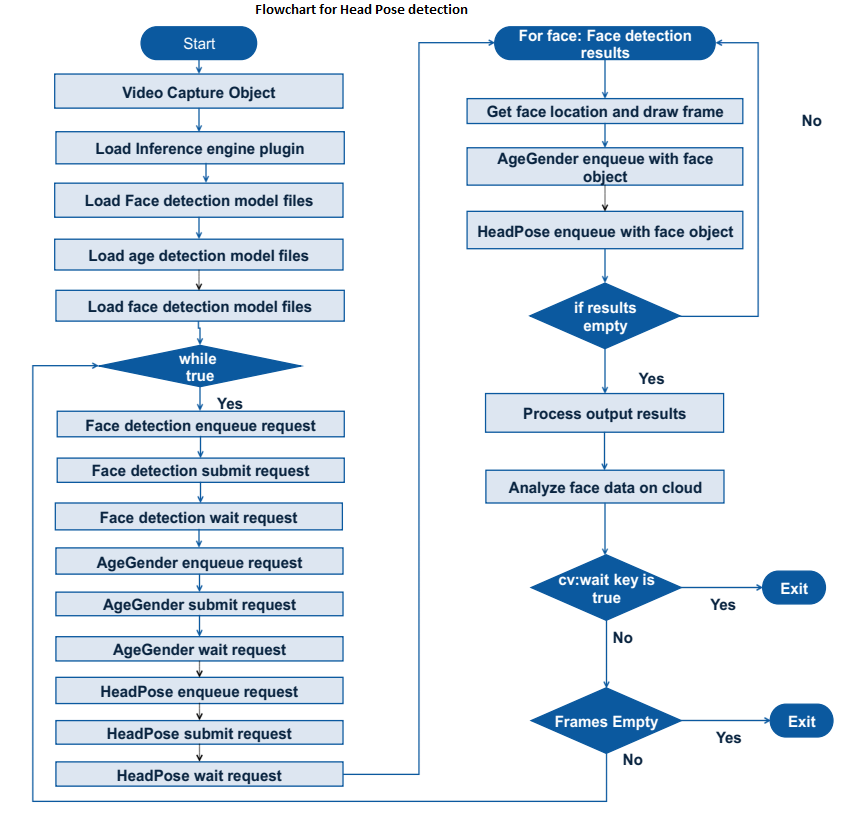 Flowchart for Head Pose detection
Start
Video Capture Object
Load Inference engine plugin
Load Face detection model files
Load age detection model files
Load face detection model files
while
true
Yes
Face detection enqueue request
Face detection submit request
Face detection wait request
AgeGender enqueue request
AgeGender submit request
AgeGender wait request
HeadPose enqueue request
HeadPose submit request
HeadPose wait request
For face: Face detection
results
Get face location and draw frame
AgeGender enqueue with face
object
HeadPose enqueue with face object
if results
empty
No
Yes
Process output results
Analyze face data on cloud
cv:wait key is
true
Yes
Exit
No
Frames Empty
Yes
Exit
No